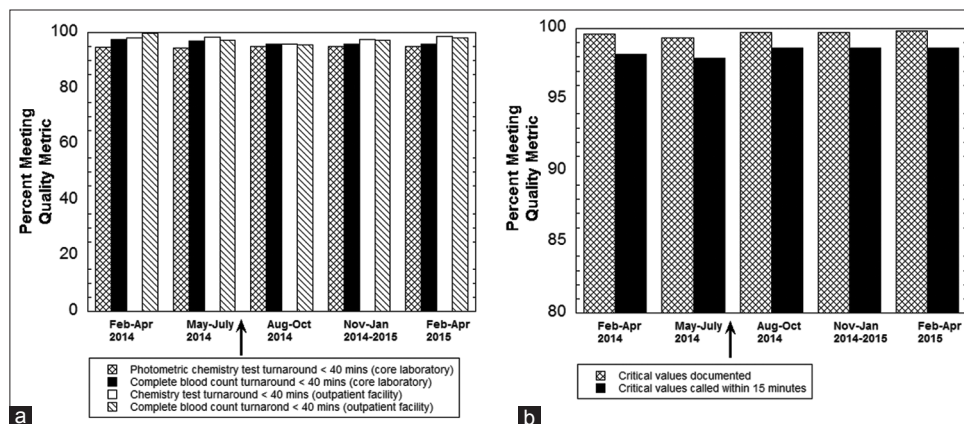 Percent Meeting
Quality Metric
100
80
60
40
20
0
Feb-Apr
2014
May-July
2014
Aug-Oct
2014
Nov-Jan
2014-2015
Feb-Apr
2015
Photometric chemistry test turnaround < 40 mins (core laboratory)
Complete blood count turnaround < 40 mins (core laboratory)
Chemistry test turnaround < 40 mins (outpatient facility)
Complete blood count turnarond < 40 mins (outpatient facility)
a
Percent Meeting
Quality Metric
100
95
90
85
80
Feb-Apr
2014
May-July
2014
Aug-Oct
2014
Nov-Jan
2014-2015
Feb-Apr
2015
Critical values documented
Critical values called within 15 minutes
b